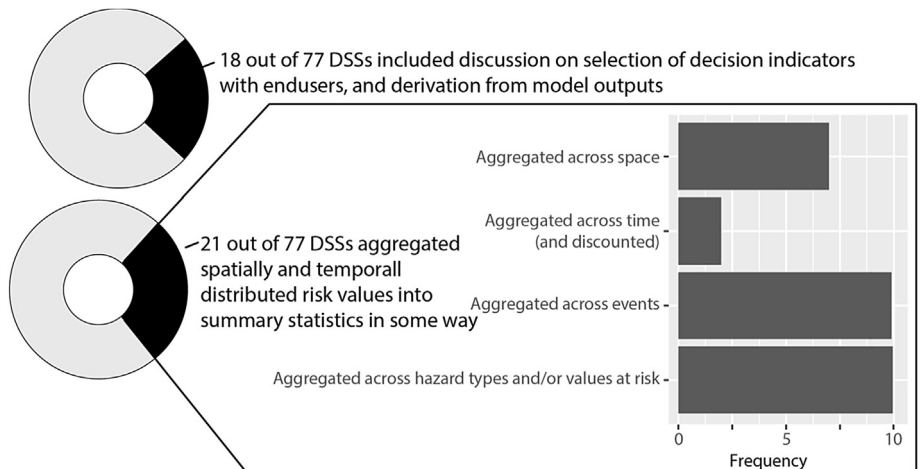 18 out of 77 DSSs included discussion on selection of decision indicators
with endusers, and derivation from model outputs
21 out of 77 DSSs aggregated
spatially and temporall
distributed risk values into
summary statistics in some way
Aggregated across space
Aggregated across time
(and discounted)
Aggregated across events
Aggregated across hazard types and/or values at risk
0 5 10
Frequency